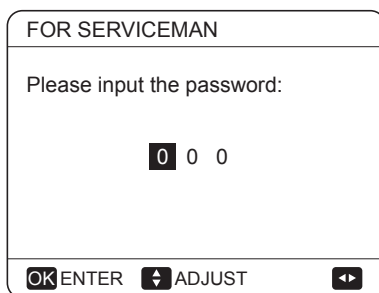 FOR SERVICEMAN
Please input the password:
0 0 0
OK ENTER ADJUST